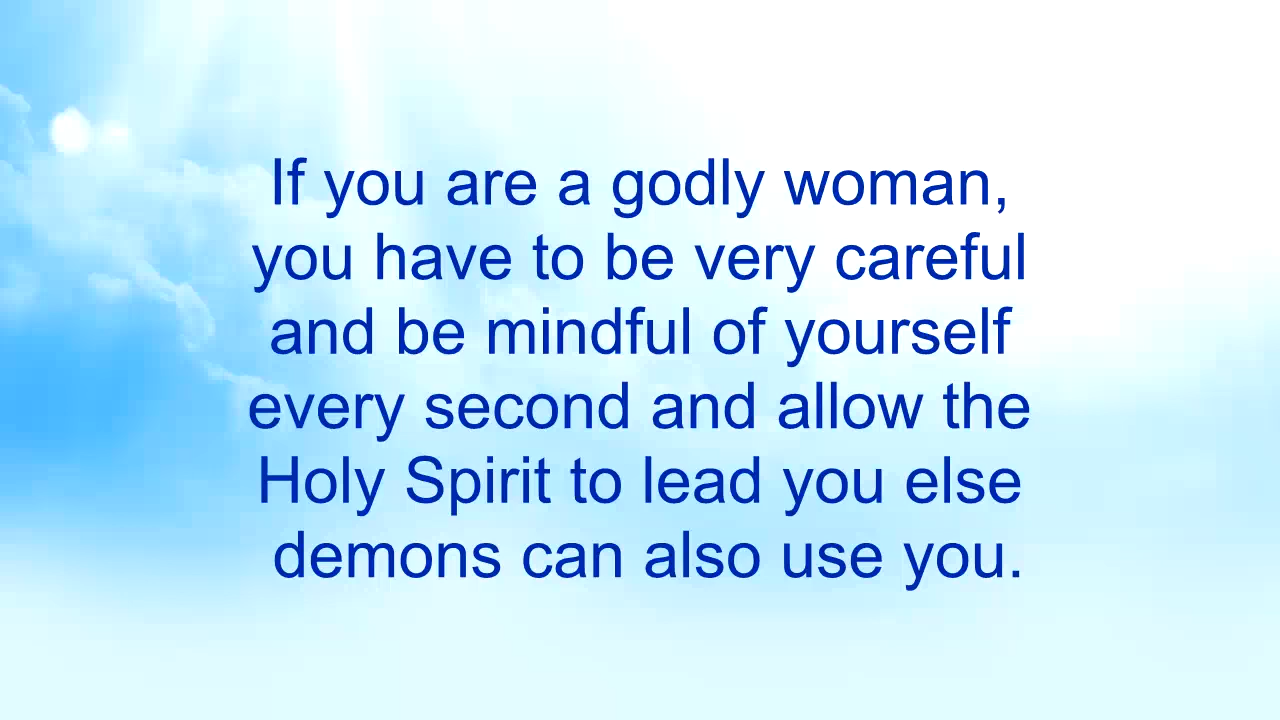 If you are a godly woman,
you have to be very careful
and be mindful of yourself
every second and allow the
Holy Spirit to lead you else
demons can also use you.